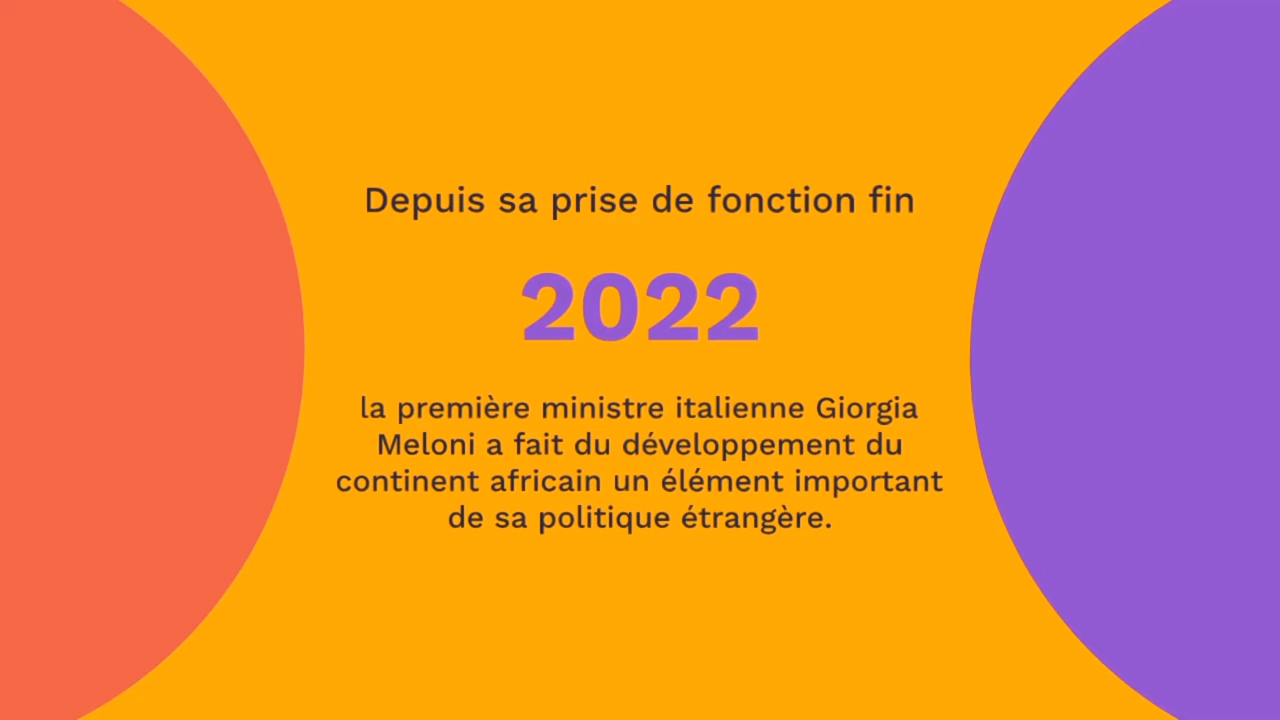 Depuis sa prise de fonction fin
2022
la première ministre italienne Giorgia
Meloni a fait du développement du
continent africain un élément important
de sa politique étrangère.